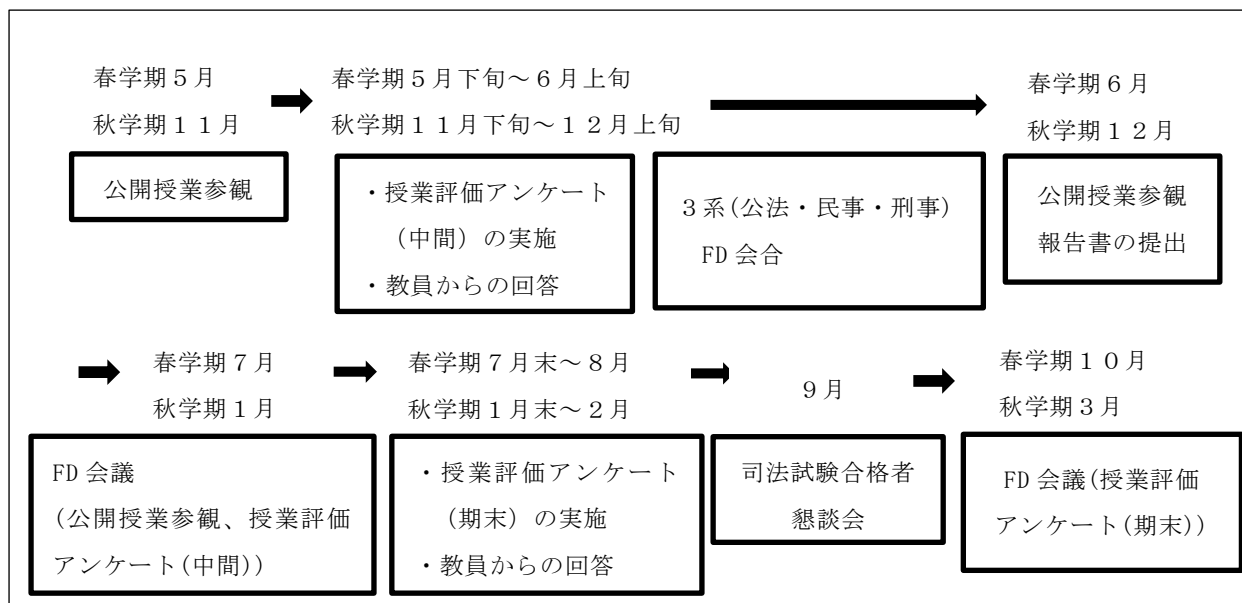 春学期５月
秋学期１１月
公開授業参観
春学期５月下旬～６月上旬
秋学期１１月下旬～１２月上旬
・授業評価アンケート
（中間）の実施
・教員からの回答
３系(公法・民事・刑事)
FD会合
春学期６月
秋学期１２月
公開授業参観
報告書の提出
春学期７月
秋学期１月
FD会議
(公開授業参観、授業評価
アンケート(中間))
春学期７月末～８月
秋学期１月末～２月
・授業評価アンケート
（期末）の実施
・教員からの回答
９月
司法試験合格者
懇談会
春学期１０月
秋学期３月
FD会議(授業評価
アンケート(期末))